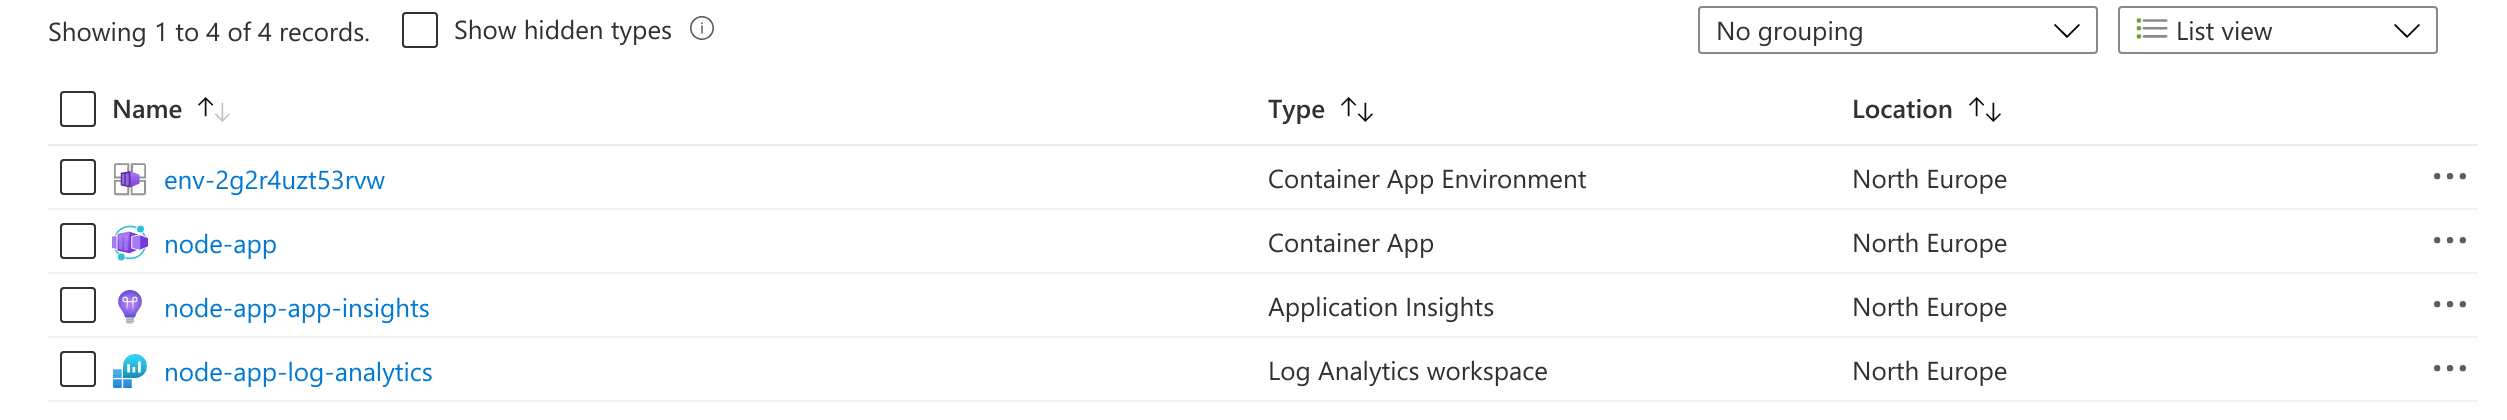 Showing 1 to 4 of 4 records. Show hidden types No grouping List view
Name Type Location
env-2g2r4uzt53rvw Container App Environment North Europe
node-app Container App North Europe
node-app-app-insights Application Insights North Europe
node-app-log-analytics Log Analytics workspace North Europe